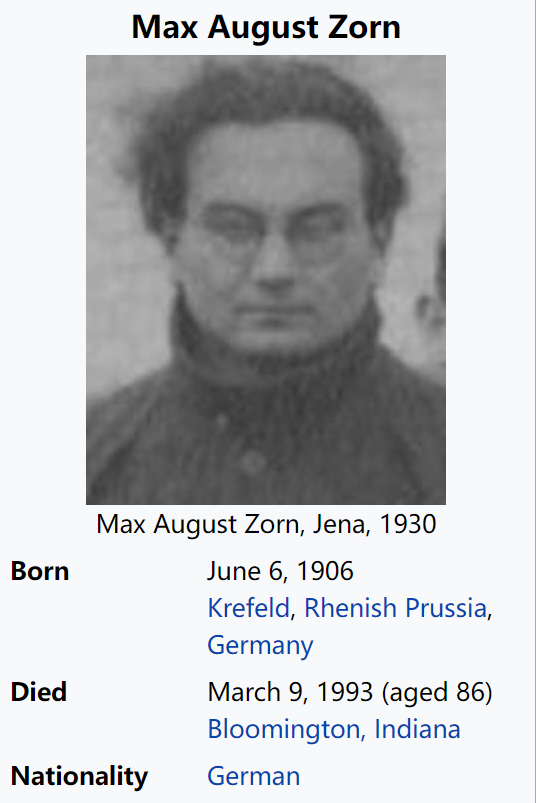 Max August Zorn
Max August Zorn, Jena, 1930
Born June 6, 1906
Krefeld, Rhenish Prussia,
Germany
Died March 9, 1993 (aged 86)
Bloomington, Indiana
Nationality German